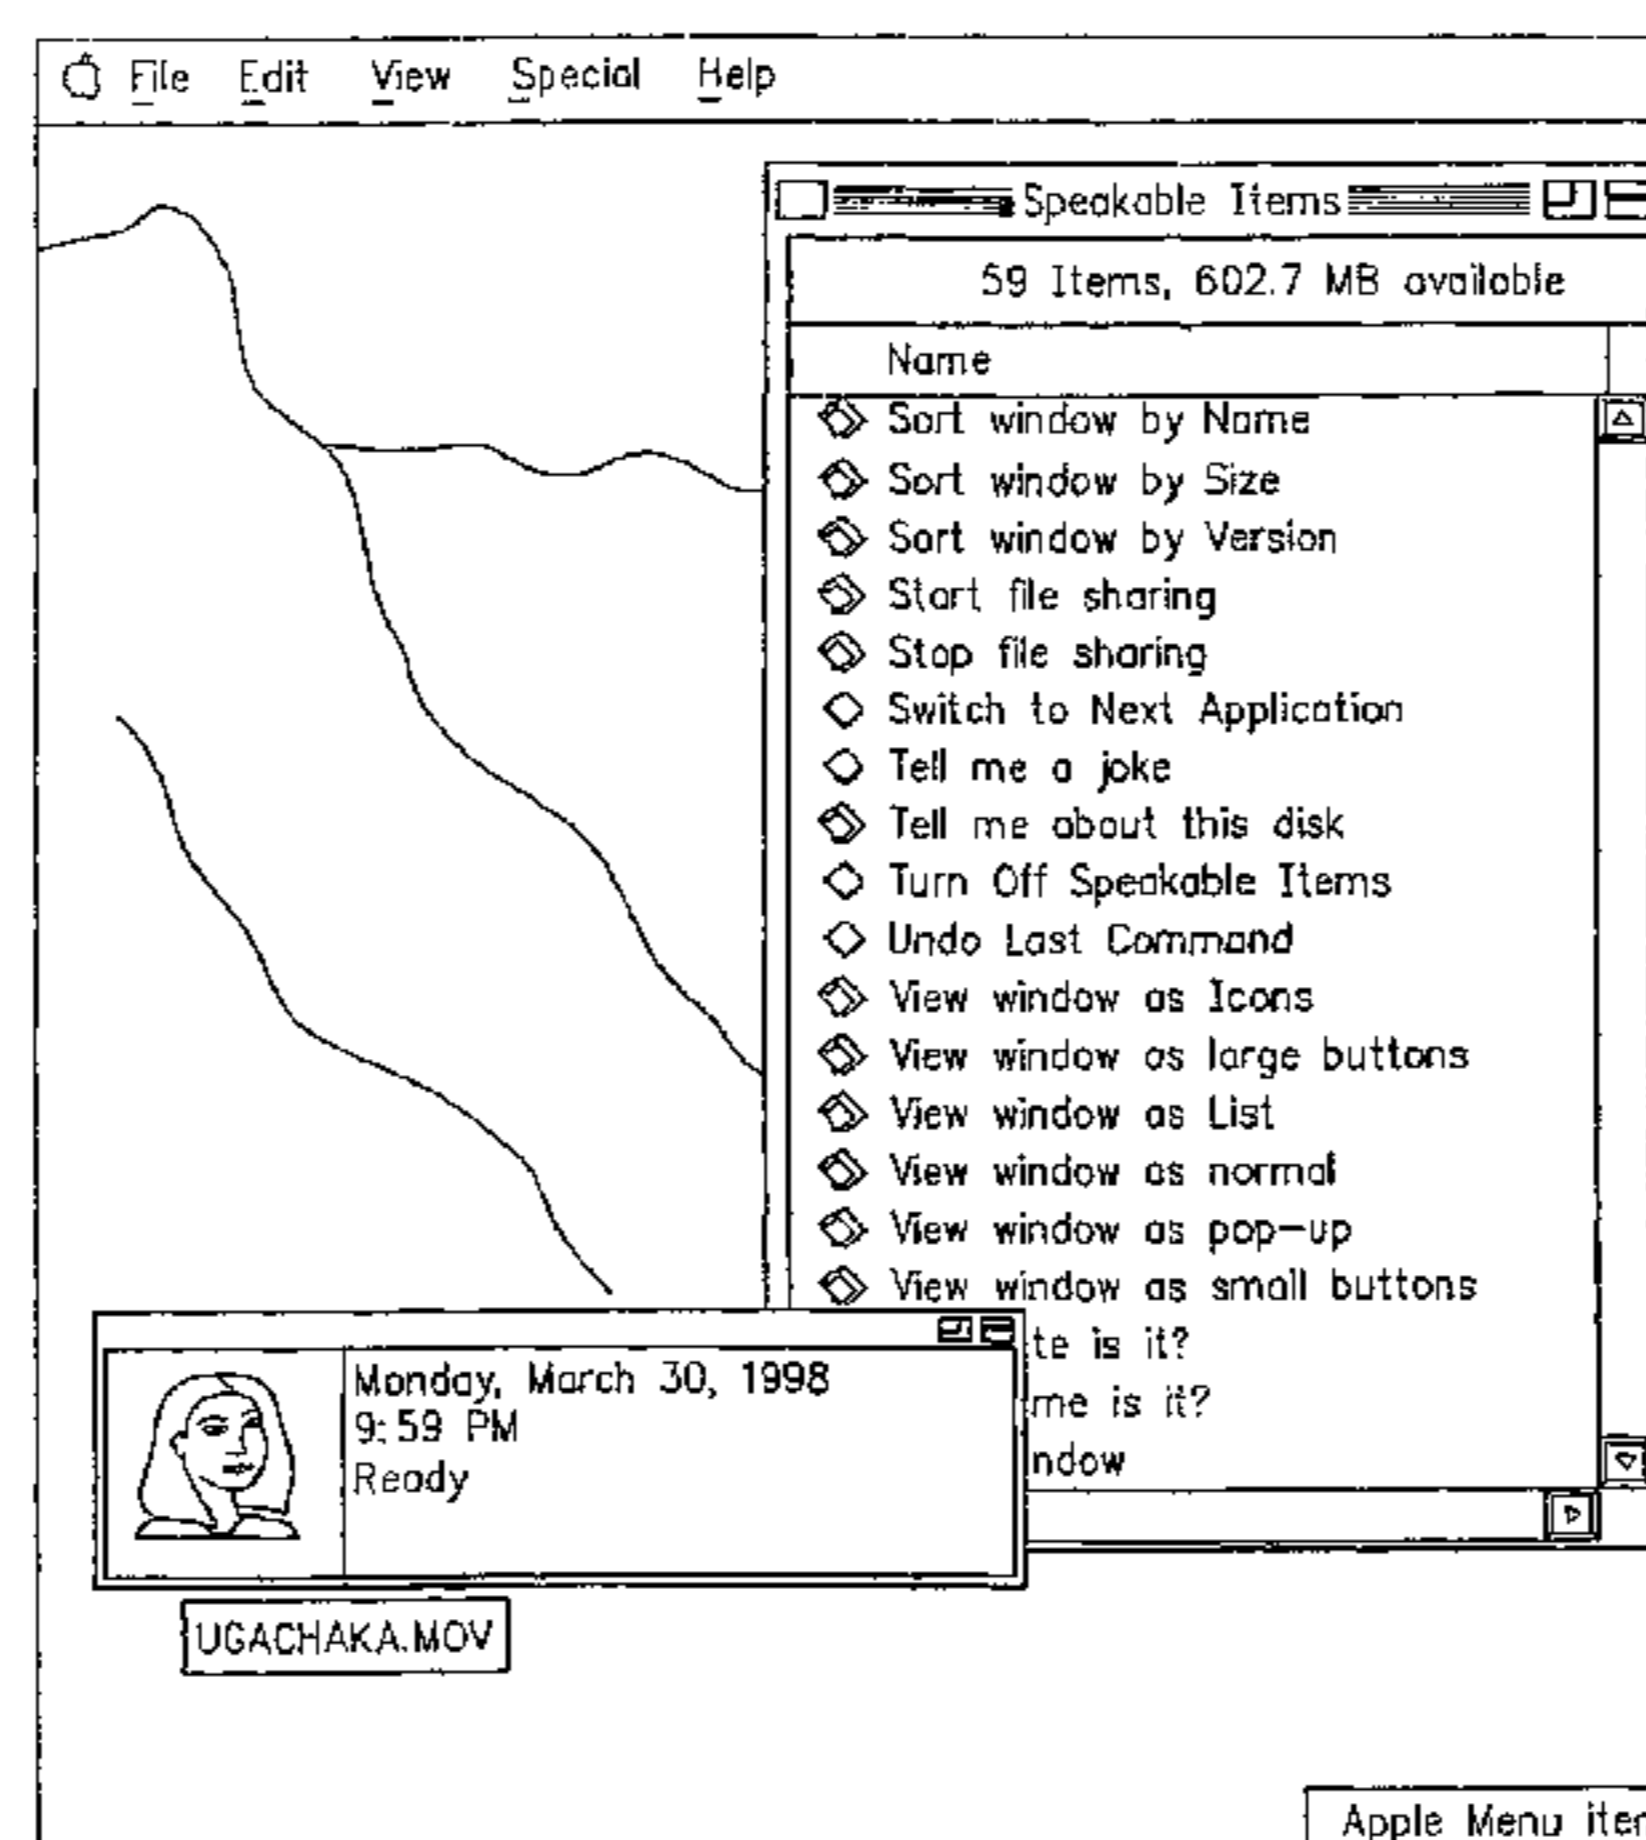 File Edit View Special Help
Speakable Items
59 Items, 602.7 MB available
Name
Sort window by Name
Sort window by Size
Sort window by Version
Start file sharing
Stop file sharing
Switch to Next Application
Tell me a joke
Tell me about this disk
Turn Off Speakable Items
Undo Last Command
View window as Icons
View window as large buttons
View window as List
View window as normal
View window as pop-up
View window as small buttons
te is it?
me is it?
ndow
Monday, March 30, 1998
9:59 PM
Ready
UGACHAKA.MOV
Apple Menu iter